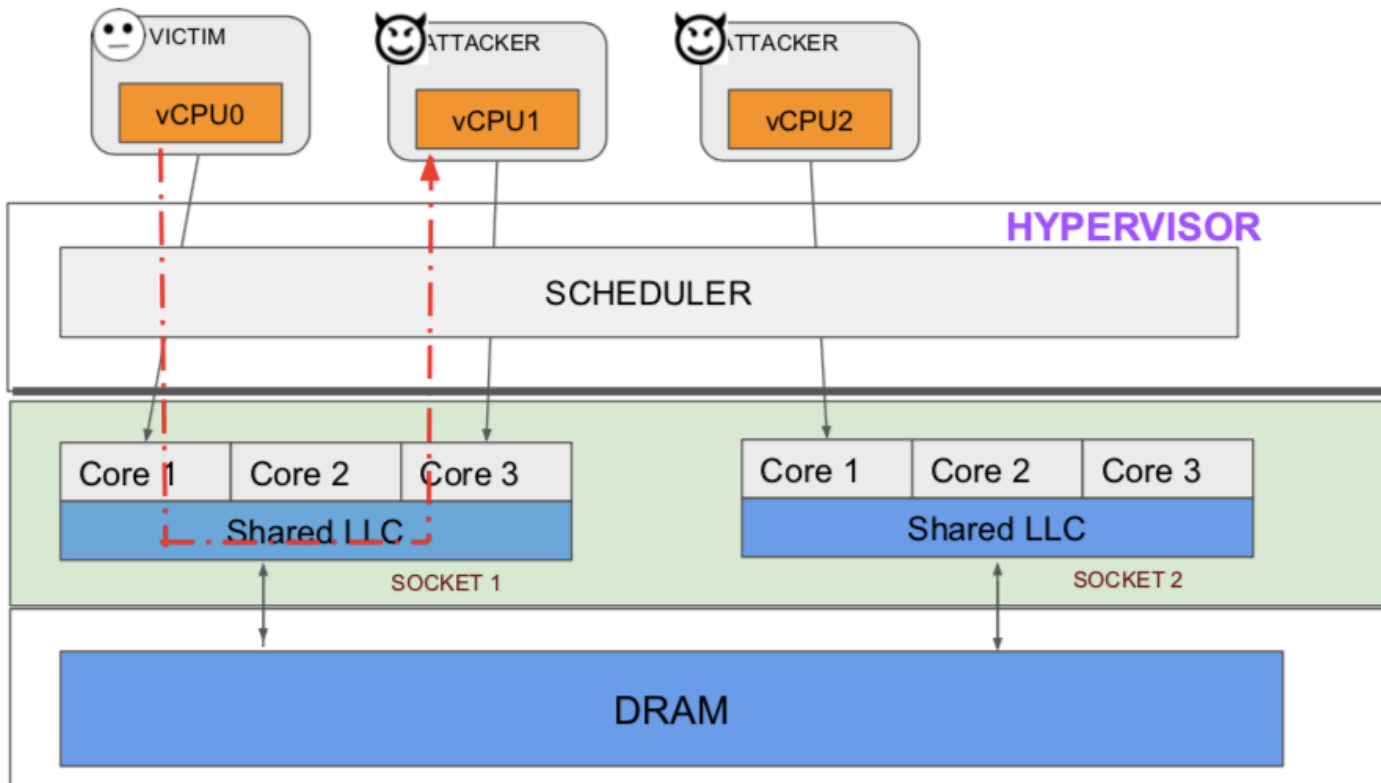 VICTIM
ATTACKER
ATTACKER
vCPU0
vCPU1
vCPU2
HYPERVISOR
SCHEDULER
Core 1
Core 2
Core 3
Core 1
Core 2
Core 3
Shared LLC
Shared LLC
SOCKET 1
SOCKET 2
DRAM